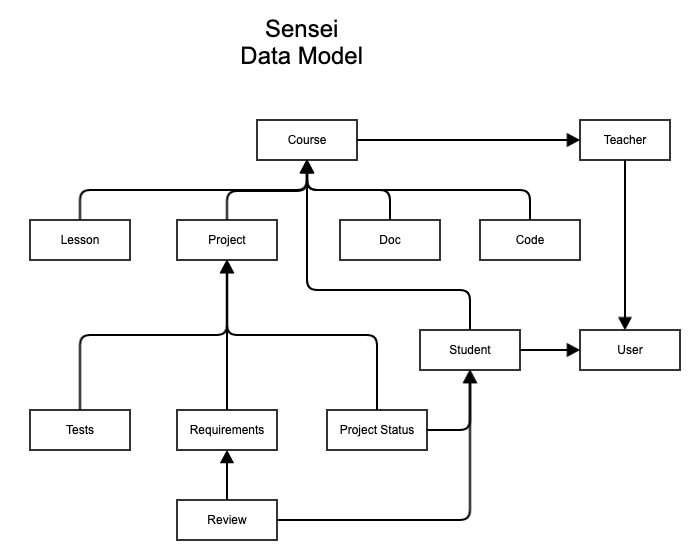 Sensei
Data Model
Course
Teacher
Lesson
Project
Doc
Code
Student
User
Tests
Requirements
Project Status
Review